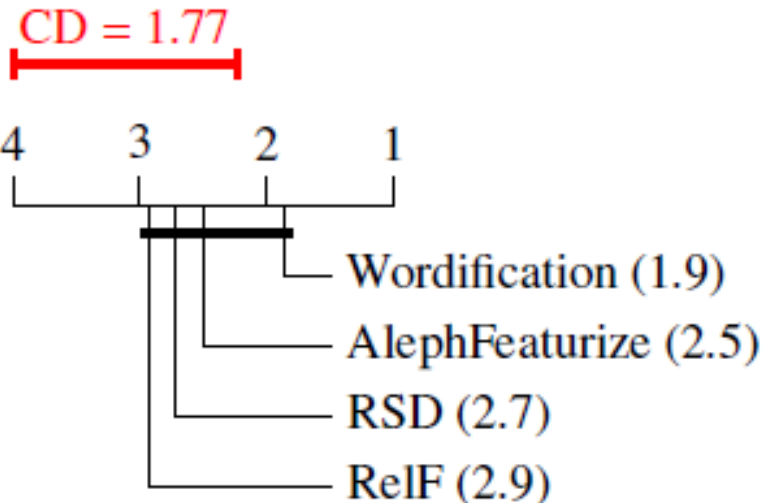 CD = 1.77
4 3 2 1
Wordification (1.9)
AlephFeaturize (2.5)
RSD (2.7)
RelF (2.9)